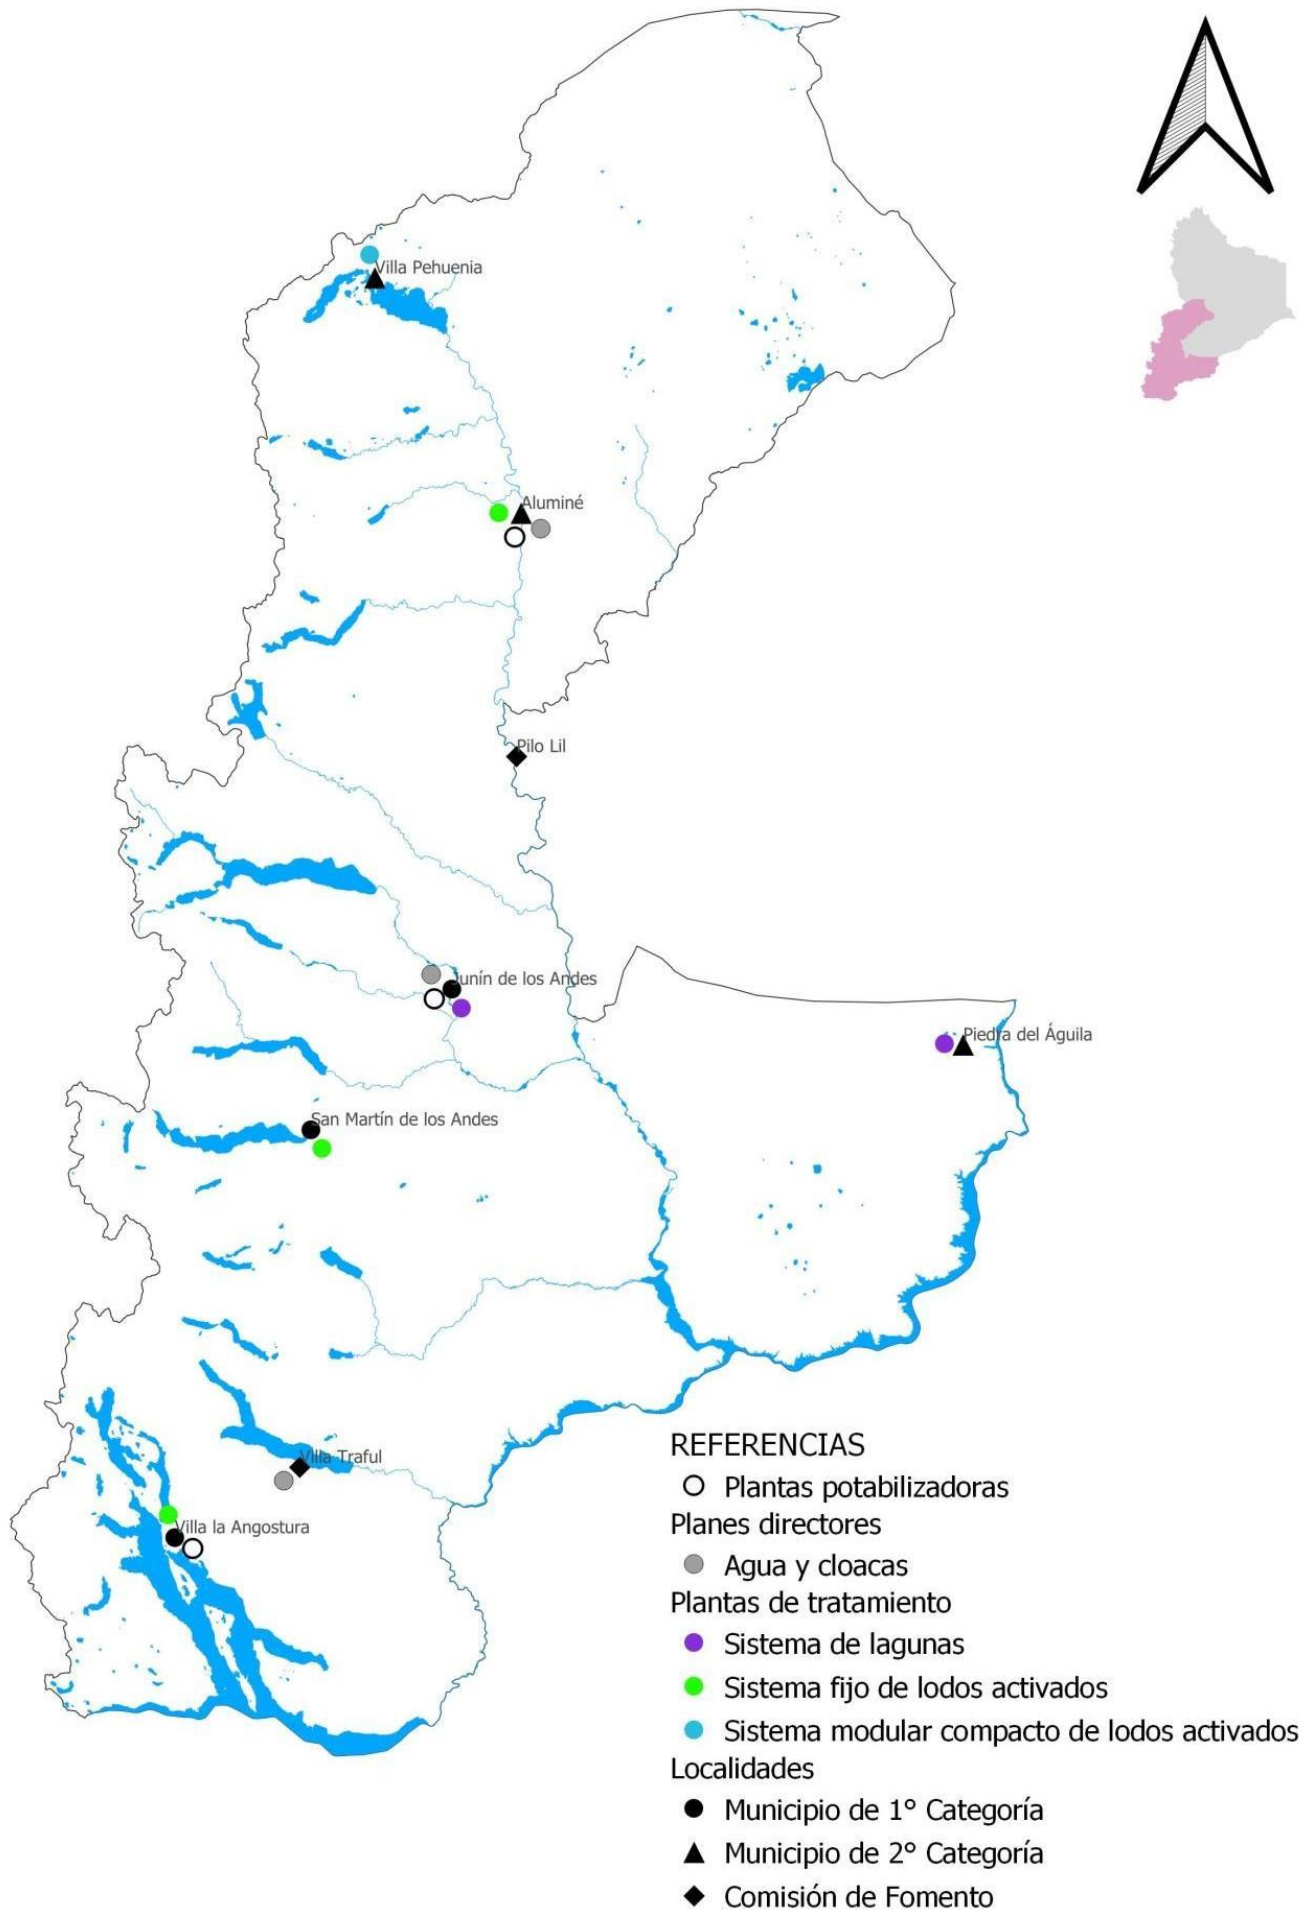 Villa Pehuenia
Aluminé
Pilo Lil
Junín de los Andes
Piedra del Águila
San Martín de los Andes
Villa Traful
Villa la Angostura
REFERENCIAS
Plantas potabilizadoras
Planes directores
Agua y cloacas
Plantas de tratamiento
Sistema de lagunas
Sistema fijo de lodos activados
Sistema modular compacto de lodos activados
Localidades
Municipio de 1° Categoría
Municipio de 2° Categoría
Comisión de Fomento